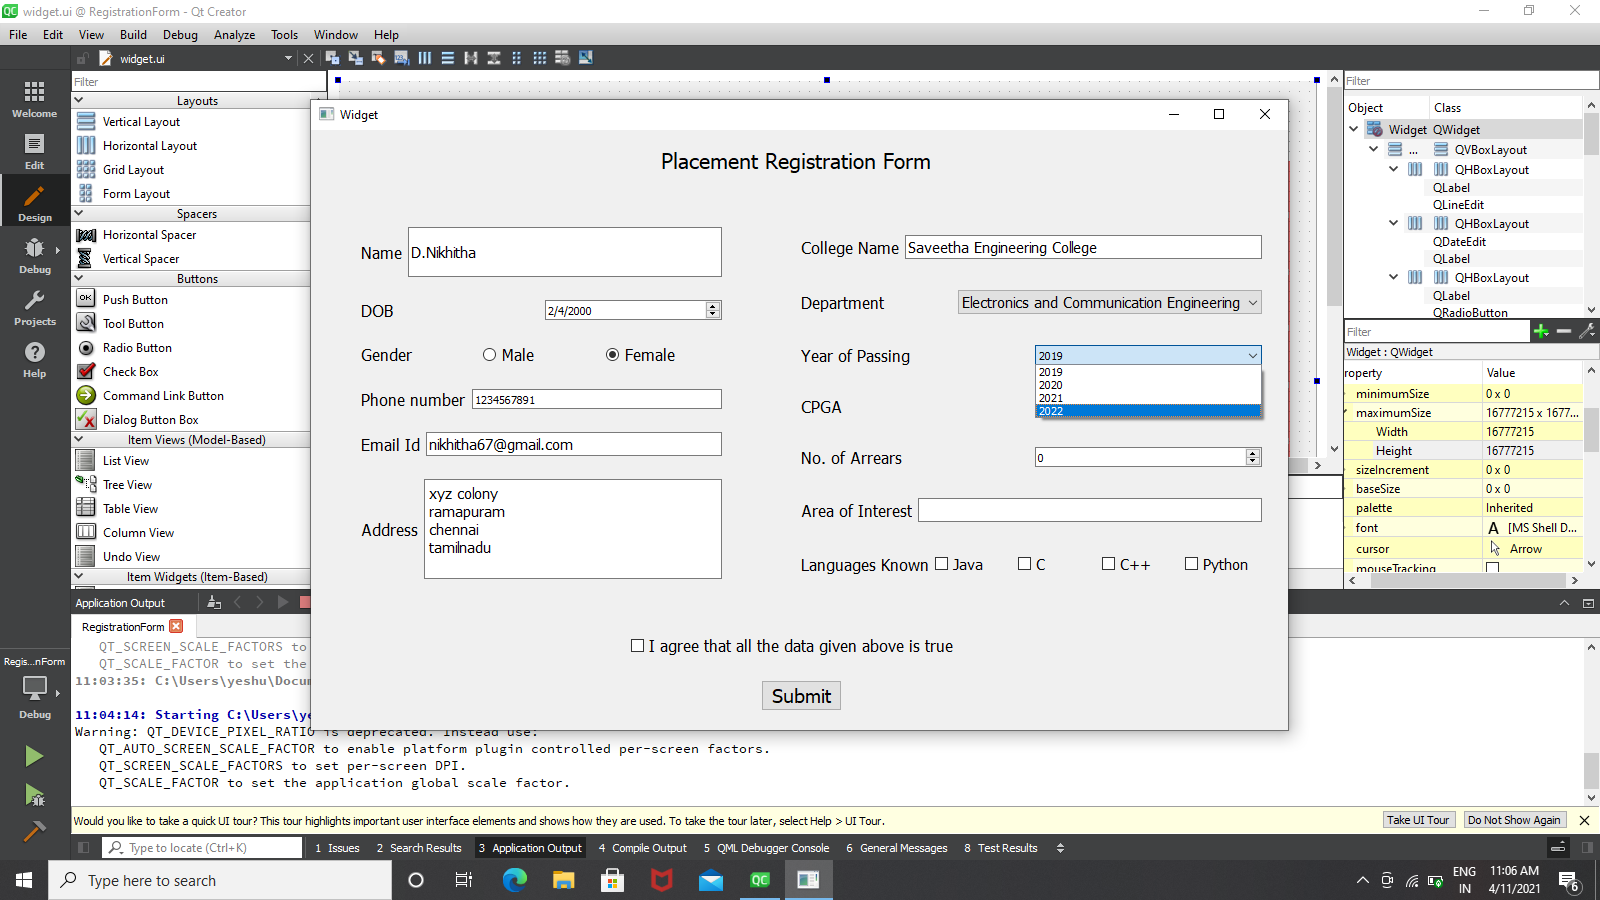 widget.ui @ RegistrationForm - Qt Creator
File Edit View Build Debug Analyze Tools Window Help
widget.ui
Welcome
Edit
Design
Debug
Projects
Help
Regis...nForm
Debug
Filter
Layouts
Vertical Layout
Horizontal Layout
Grid Layout
Form Layout
Spacers
Horizontal Spacer
Vertical Spacer
Buttons
Push Button
Tool Button
Radio Button
Check Box
Command Link Button
Dialog Button Box
Item Views (Model-Based)
List View
Tree View
Table View
Column View
Undo View
Item Widgets (Item-Based)
Widget
Placement Registration Form
Name D.Nikhitha
DOB 2/4/2000
Gender Male Female
Phone number 1234567891
Email Id nikhitha67@gmail.com
Address xyz colony
ramapuram
chennai
tamilnadu
College Name Saveetha Engineering College
Department Electronics and Communication Engineering
Year of Passing 2019
2019
2020
2021
2022
CPGA
No. of Arrears 0
Area of Interest
Languages Known Java C C++ Python
I agree that all the data given above is true
Submit
Filter
Object Class
Widget QWidget
... QVBoxLayout
QHBoxLayout
QLabel
QLineEdit
QHBoxLayout
QDateEdit
QLabel
QHBoxLayout
QLabel
QRadioButton
Filter
Widget : QWidget
roperty Value
minimumSize 0 x 0
maximumSize 16777215 x 1677...
Width 16777215
Height 16777215
sizeIncrement 0 x 0
baseSize 0 x 0
palette Inherited
font A [MS Shell D...
cursor Arrow
mouseTracking
Application Output
RegistrationForm
QT_SCREEN_SCALE_FACTORS to
QT_SCALE_FACTOR to set the
11:03:35: C:\Users\yeshu\Docum
11:04:14: Starting C:\Users\ye
Warning: QT_DEVICE_PIXEL_RATIO is deprecated. Instead use:
QT_AUTO_SCREEN_SCALE_FACTOR to enable platform plugin controlled per-screen factors.
QT_SCREEN_SCALE_FACTORS to set per-screen DPI.
QT_SCALE_FACTOR to set the application global scale factor.
Would you like to take a quick UI tour? This tour highlights important user interface elements and shows how they are used. To take the tour later, select Help > UI Tour.
Take UI Tour Do Not Show Again
Type to locate (Ctrl+K) 1 Issues 2 Search Results 3 Application Output 4 Compile Output 5 QML Debugger Console 6 General Messages 8 Test Results
Type here to search
QC
ENG
IN
11:06 AM
4/11/2021
6